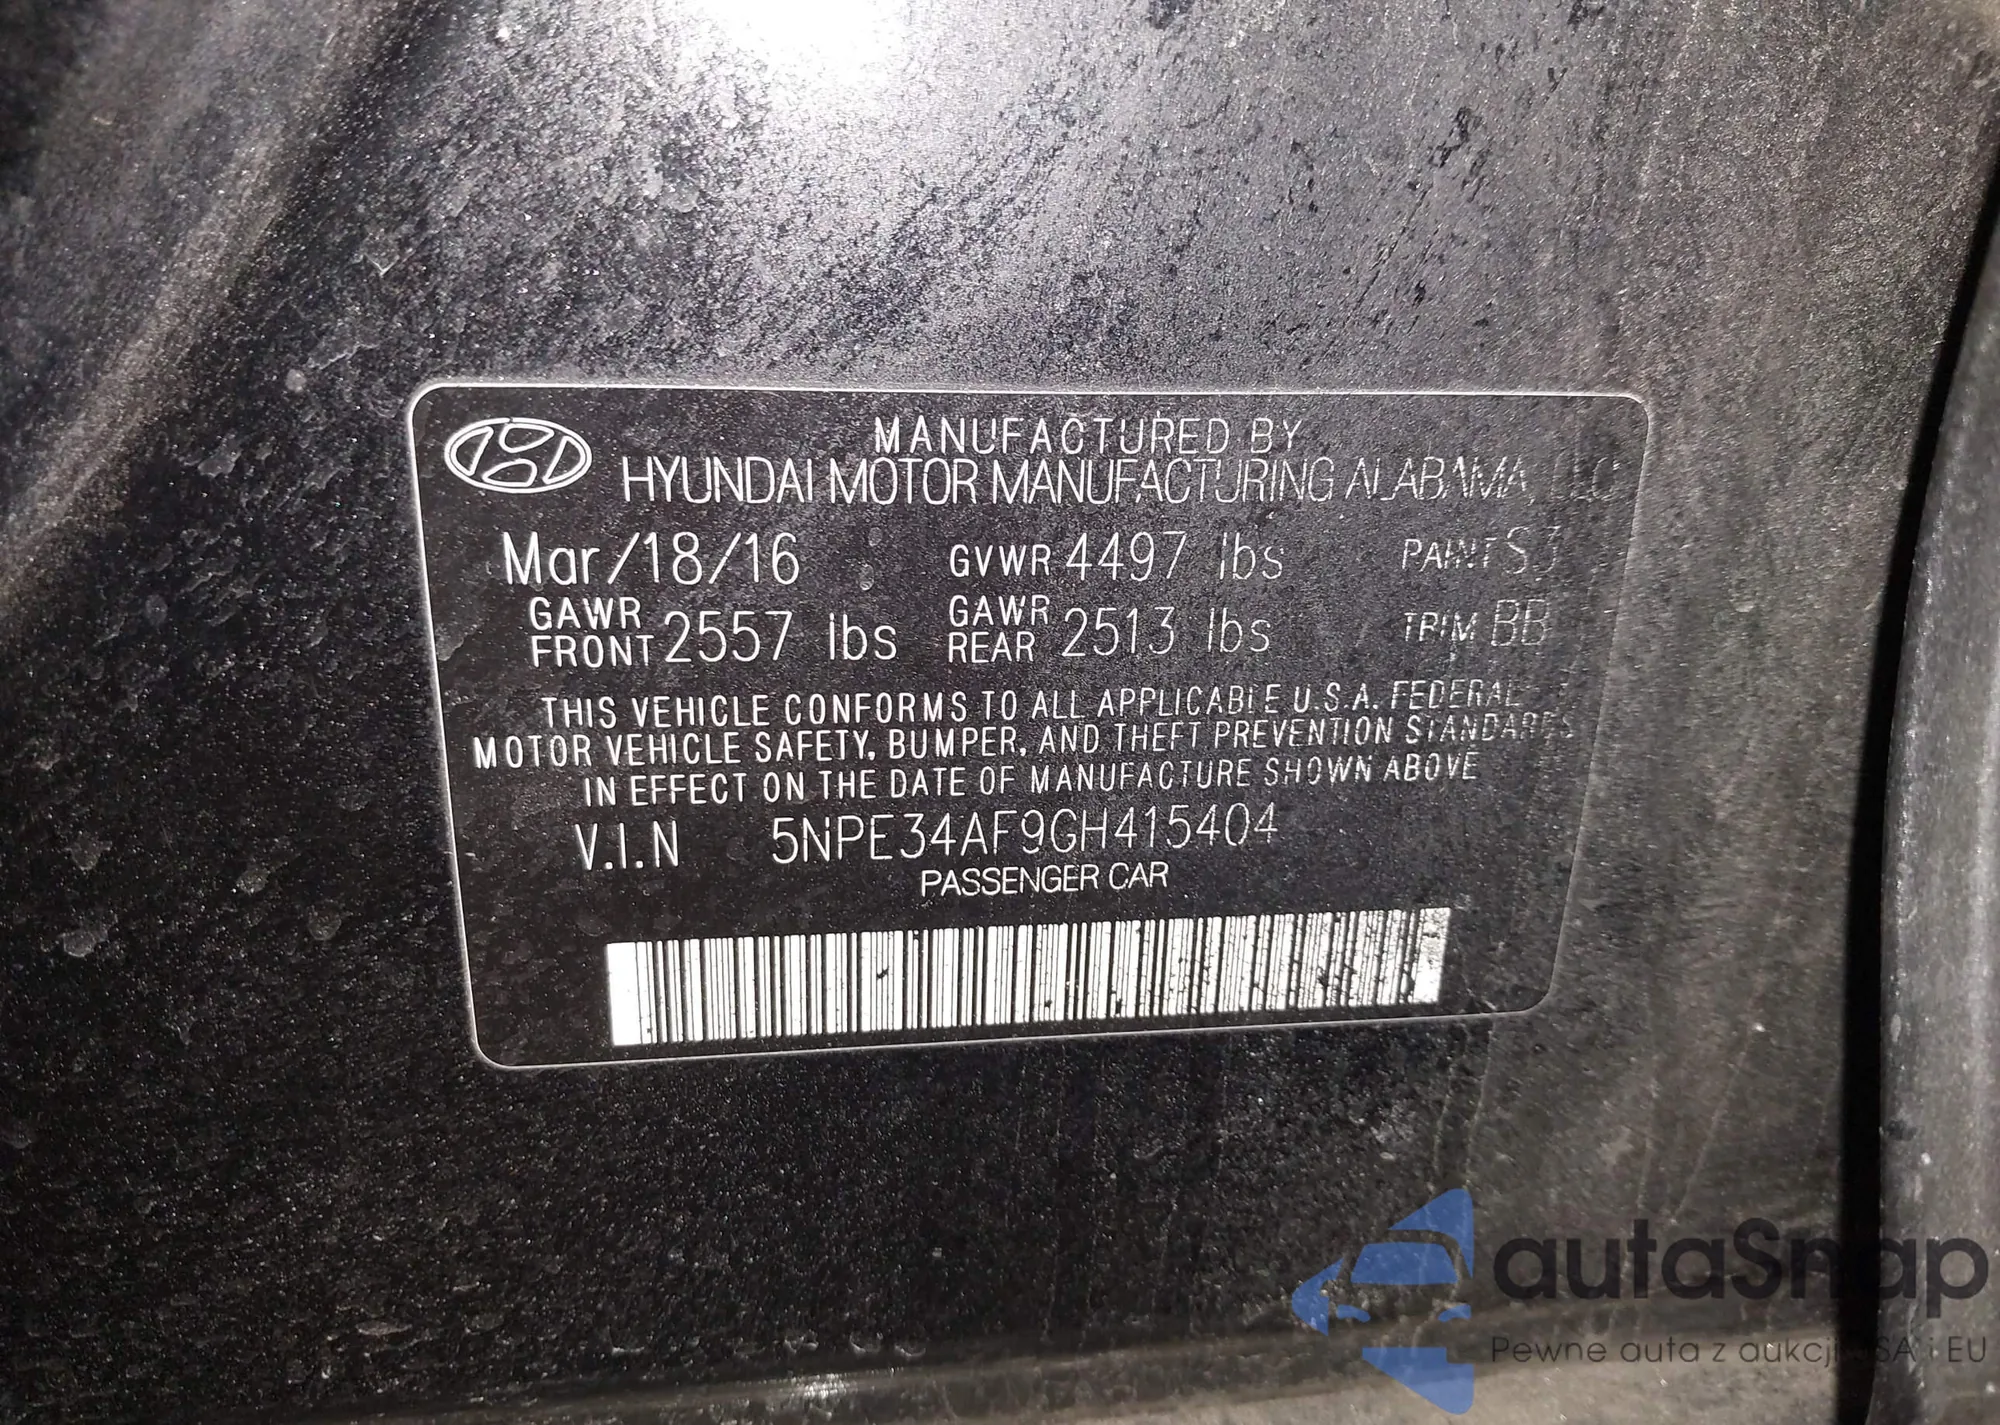 MANUFACTURED BY
HYUNDAI MOTOR MANUFACTURING ALABAMA, LLC
Mar/18/16 GVWR 4497 lbs PAINT S3
GAWR FRONT 2557 lbs GAWR REAR 2513 lbs TRIM BB
THIS VEHICLE CONFORMS TO ALL APPLICABLE U.S.A. FEDERAL
MOTOR VEHICLE SAFETY, BUMPER, AND THEFT PREVENTION STANDARDS
IN EFFECT ON THE DATE OF MANUFACTURE SHOWN ABOVE
V.I.N 5NPE34AF9GH415404
PASSENGER CAR
autaSnap
Pewne auta z aukcji USA i EU